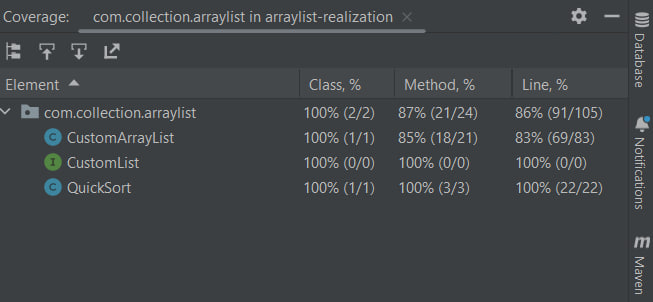 Coverage: com.collection.arraylist in arraylist-realization
Element Class, % Method, % Line, %
com.collection.arraylist 100% (2/2) 87% (21/24) 86% (91/105)
C CustomArrayList 100% (1/1) 85% (18/21) 83% (69/83)
I CustomList 100% (0/0) 100% (0/0) 100% (0/0)
C QuickSort 100% (1/1) 100% (3/3) 100% (22/22)
Database
Notifications
m Maven